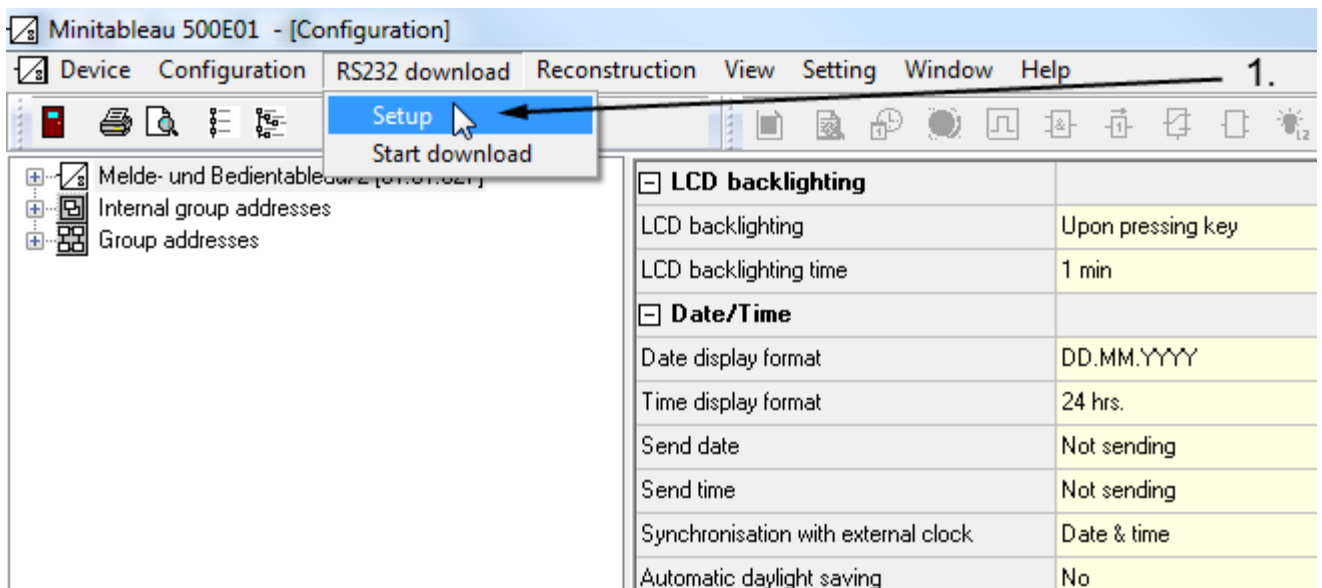 Minitableau 500E01 - [Configuration]
Device Configuration RS232 download Reconstruction View Setting Window Help
1.
Setup
Start download
Melde- und Bedientableau/2
Internal group addresses
Group addresses
LCD backlighting
LCD backlighting Upon pressing key
LCD backlighting time 1 min
Date/Time
Date display format DD.MM.YYYY
Time display format 24 hrs.
Send date Not sending
Send time Not sending
Synchronisation with external clock Date & time
Automatic daylight saving No